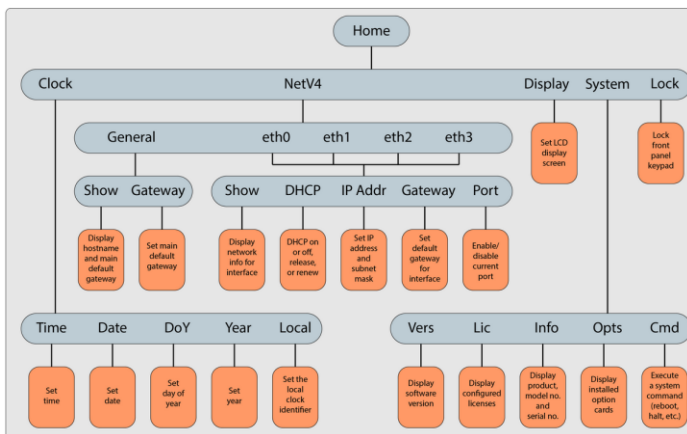 Home
Clock NetV4 Display System Lock
General eth0 eth1 eth2 eth3
Set LCD
display
screen
Lock
front
panel
keypad
Show Gateway
Show DHCP IP Addr Gateway Port
Display
hostname
and main
default
gateway
Set main
default
gateway
Display
network
info for
interface
DHCP on
or off,
release,
or renew
Set IP
address
and
subnet
mask
Set
default
gateway
for
interface
Enable/
disable
current
port
Time Date DoY Year Local
Vers Lic Info Opts Cmd
Set
time
Set
date
Set
day of
year
Set
year
Set the
local
clock
identifier
Display
software
version
Display
configured
licenses
Display
product,
model no.
and
serial no.
Display
installed
option
cards
Execute
a system
command
(reboot,
halt, etc.)